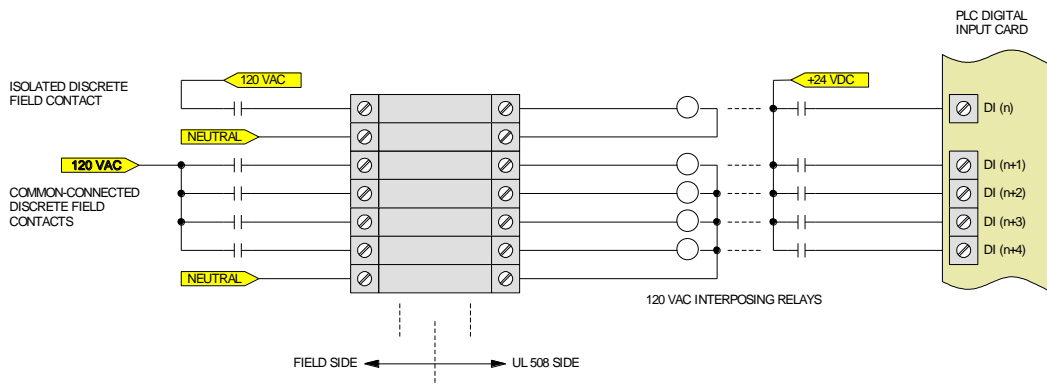 PLC DIGITAL
INPUT CARD
120 VAC
+24 VDC
ISOLATED DISCRETE
FIELD CONTACT
DI (n)
NEUTRAL
120 VAC
DI (n+1)
COMMON-CONNECTED
DISCRETE FIELD
CONTACTS
DI (n+2)
DI (n+3)
DI (n+4)
NEUTRAL
120 VAC INTERPOSING RELAYS
FIELD SIDE
UL 508 SIDE